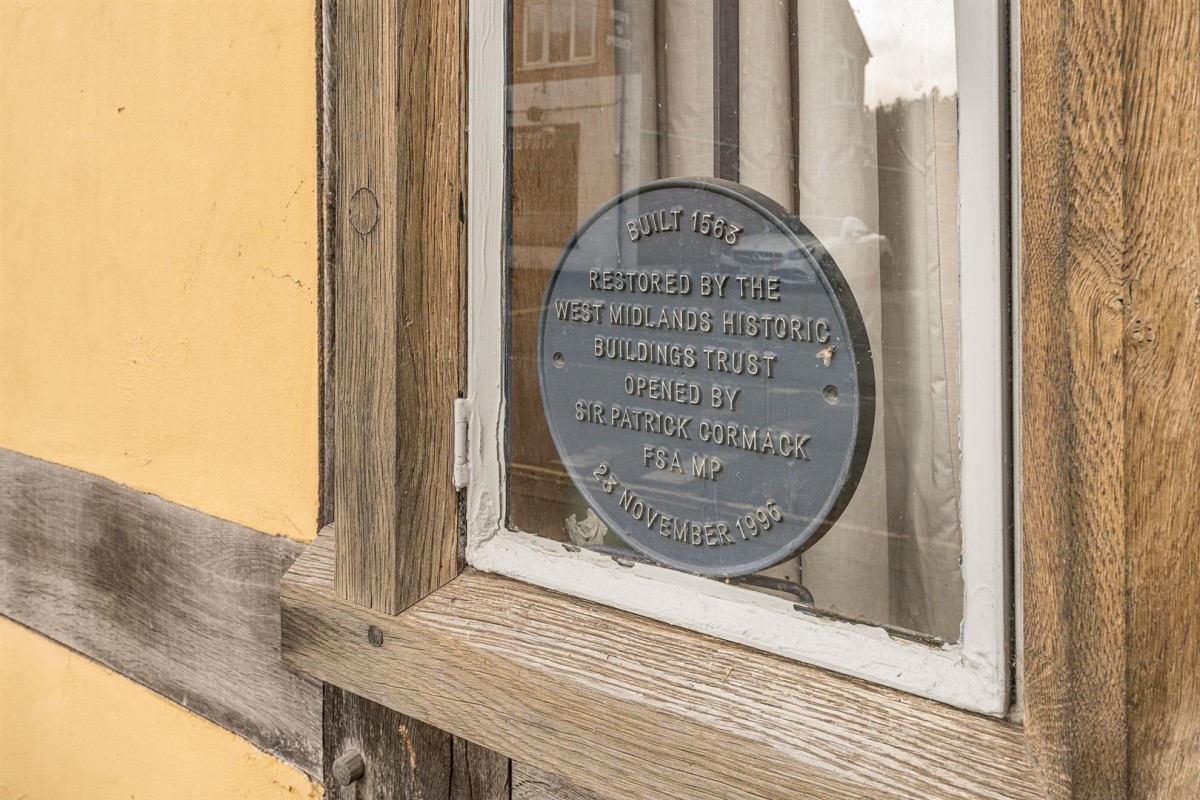 BUILT 1563
RESTORED BY THE
WEST MIDLANDS HISTORIC
BUILDINGS TRUST
OPENED BY
SIR PATRICK CORMACK
FSA MP
23 NOVEMBER 1996